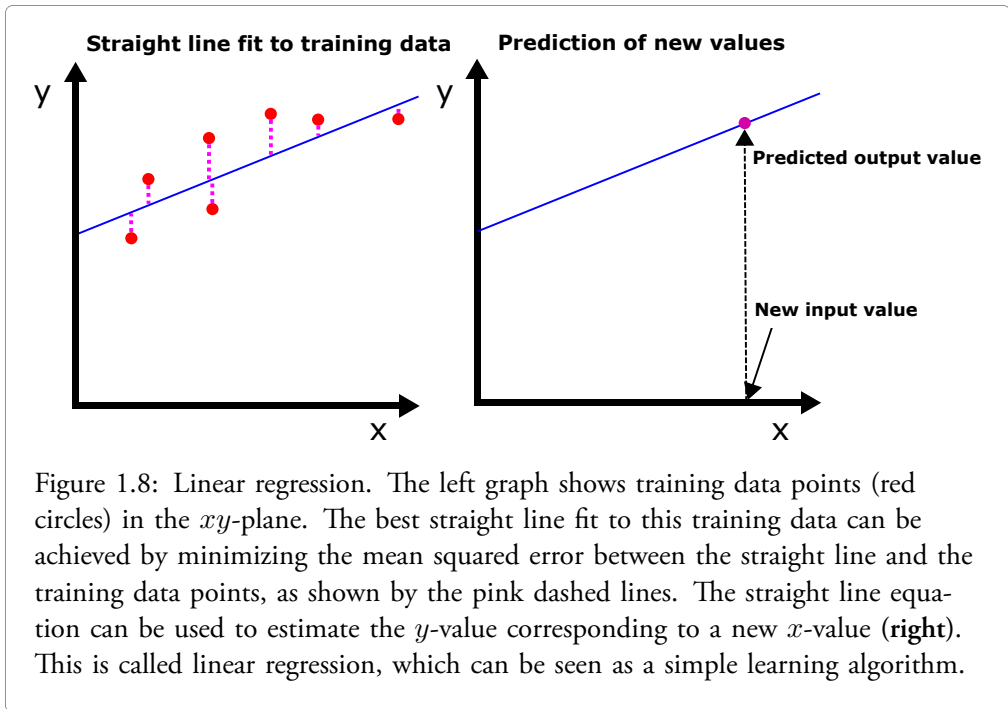 Straight line fit to training data
y
x
Prediction of new values
y
Predicted output value
New input value
x
Figure 1.8: Linear regression. The left graph shows training data points (red
circles) in the xy-plane. The best straight line fit to this training data can be
achieved by minimizing the mean squared error between the straight line and the
training data points, as shown by the pink dashed lines. The straight line equa-
tion can be used to estimate the y-value corresponding to a new x-value (right).
This is called linear regression, which can be seen as a simple learning algorithm.